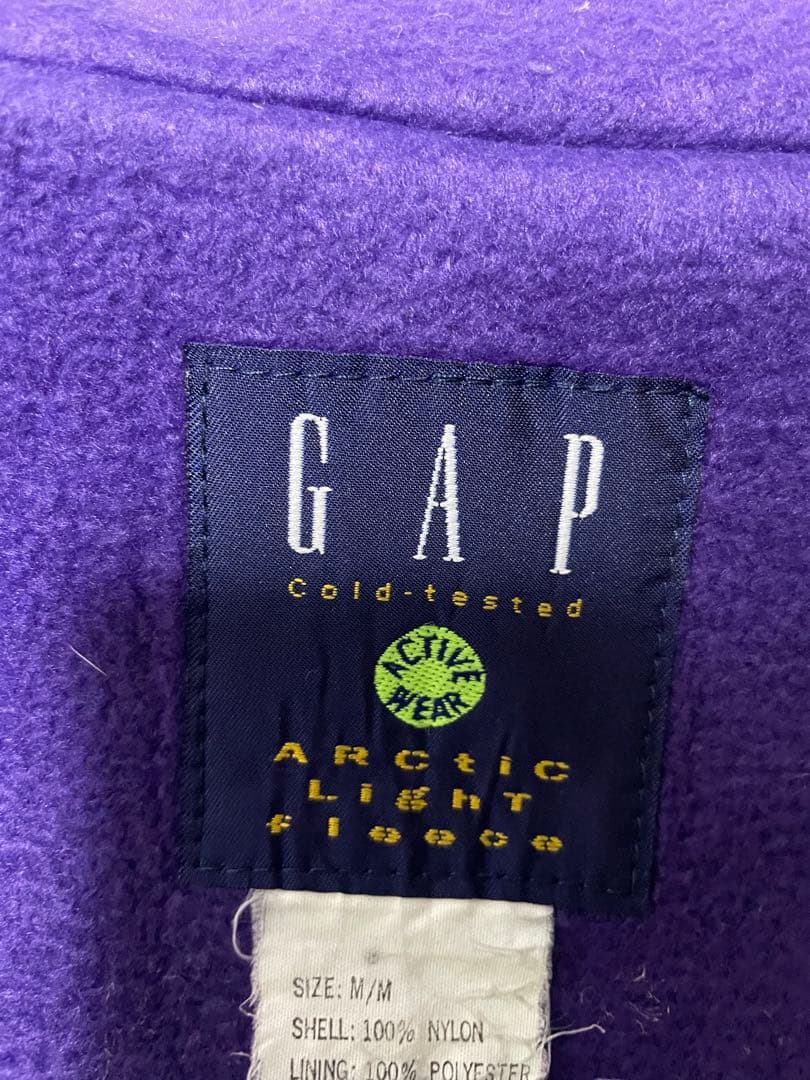 GAP
Cold-tested
ACTIVE
WEAR
ARCtiC
LighT
fleece
SIZE: M/M
SHELL: 100% NYLON
LINING: 100% POLYESTER